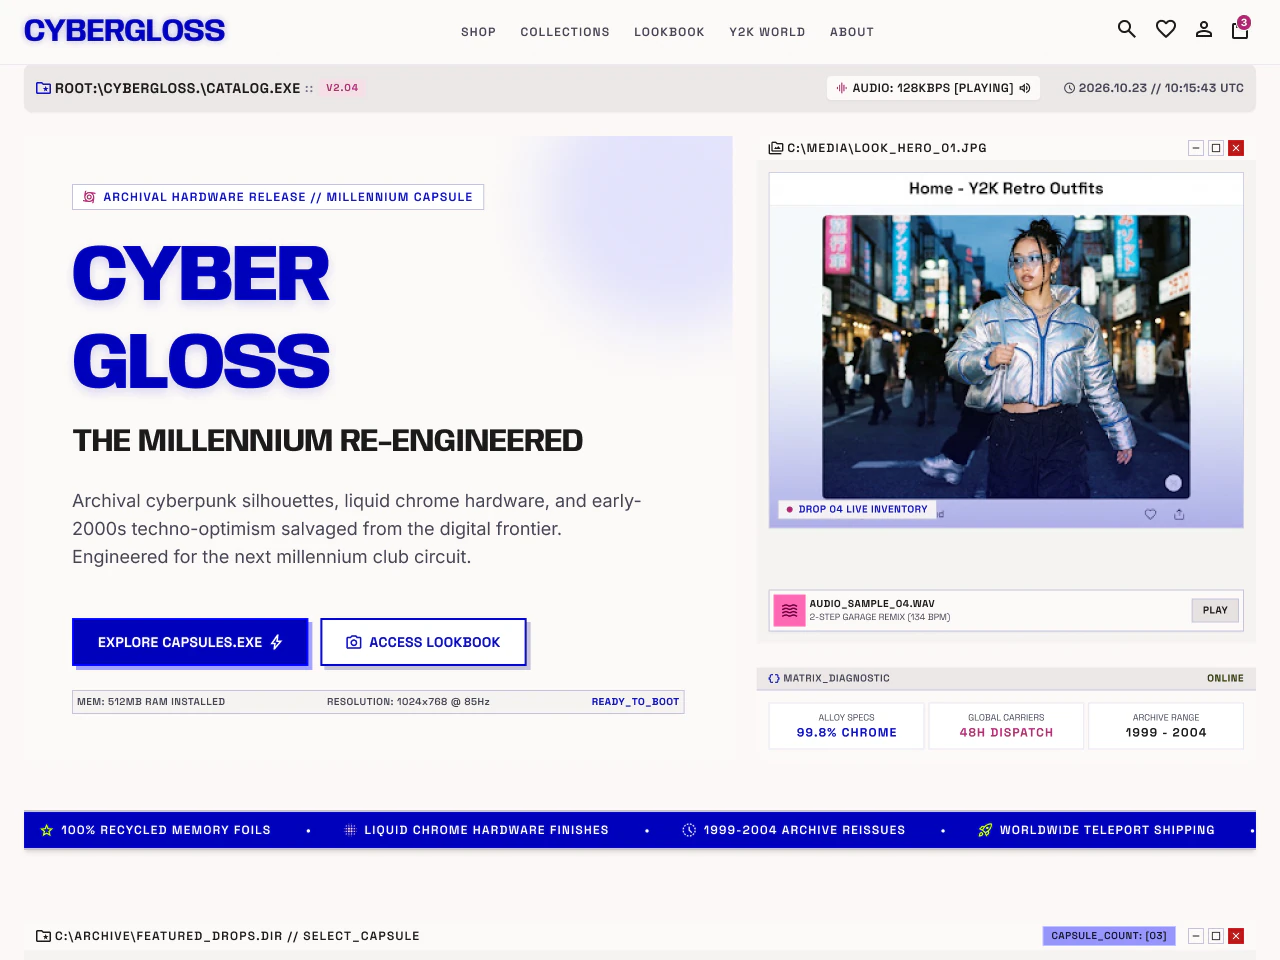 CYBERGLOSS
SHOP COLLECTIONS LOOKBOOK Y2K WORLD ABOUT
3
ROOT:\CYBERGLOSS.\CATALOG.EXE :: V2.04
AUDIO: 128KBPS [PLAYING]
2026.10.23 // 10:15:43 UTC
ARCHIVAL HARDWARE RELEASE // MILLENNIUM CAPSULE
CYBER
GLOSS
THE MILLENNIUM RE-ENGINEERED
Archival cyberpunk silhouettes, liquid chrome hardware, and early-
2000s techno-optimism salvaged from the digital frontier.
Engineered for the next millennium club circuit.
EXPLORE CAPSULES.EXE
ACCESS LOOKBOOK
MEM: 512MB RAM INSTALLED RESOLUTION: 1024x768 @ 85Hz READY_TO_BOOT
C:\MEDIA\LOOK_HERO_01.JPG
Home - Y2K Retro Outfits
DROP 04 LIVE INVENTORY
AUDIO_SAMPLE_04.WAV
2-STEP GARAGE REMIX (134 BPM)
PLAY
MATRIX_DIAGNOSTIC ONLINE
ALLOY SPECS
99.8% CHROME
GLOBAL CARRIERS
48H DISPATCH
ARCHIVE RANGE
1999 - 2004
100% RECYCLED MEMORY FOILS • LIQUID CHROME HARDWARE FINISHES • 1999-2004 ARCHIVE REISSUES • WORLDWIDE TELEPORT SHIPPING •
C:\ARCHIVE\FEATURED_DROPS.DIR // SELECT_CAPSULE
CAPSULE_COUNT: [03]